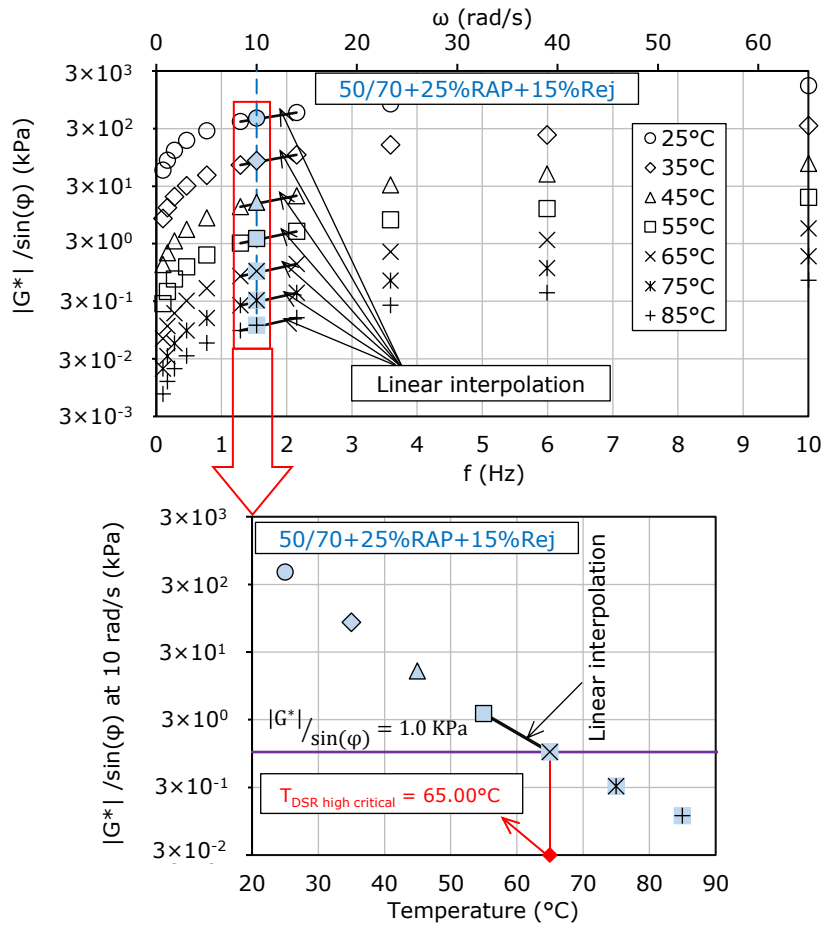 ω (rad/s)
0 10 20 30 40 50 60
|G*| /sin(φ) (kPa)
3×10³
3×10²
3×10¹
3×10⁰
3×10⁻¹
3×10⁻²
3×10⁻³
50/70+25%RAP+15%Rej
25°C
35°C
45°C
55°C
65°C
75°C
85°C
Linear interpolation
0 1 2 3 4 5 6 7 8 9 10
f (Hz)
|G*| /sin(φ) at 10 rad/s (kPa)
3×10³
3×10²
3×10¹
3×10⁰
3×10⁻¹
3×10⁻²
50/70+25%RAP+15%Rej
Linear interpolation
|G*|/sin(φ) = 1.0 KPa
T_DSR high critical = 65.00°C
20 30 40 50 60 70 80 90
Temperature (°C)